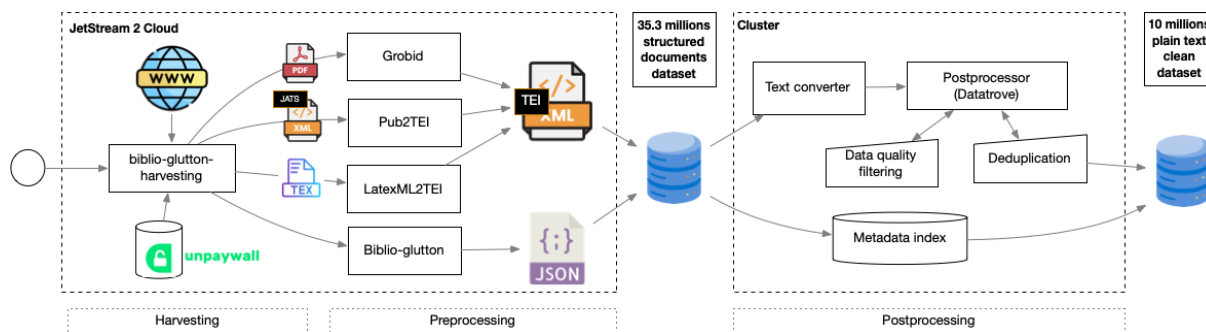 JetStream 2 Cloud
WWW
PDF
Grobid
JATS
</>
XML
Pub2TEI
biblio-glutton-
harvesting
TEX
LatexML2TEI
unpaywall
Biblio-glutton
</>
TEI
XML
{;}
JSON
35.3 millions
structured
documents
dataset
Cluster
Text converter
Postprocessor
(Datatrove)
Data quality
filtering
Deduplication
Metadata index
10 millions
plain text
clean
dataset
Harvesting
Preprocessing
Postprocessing